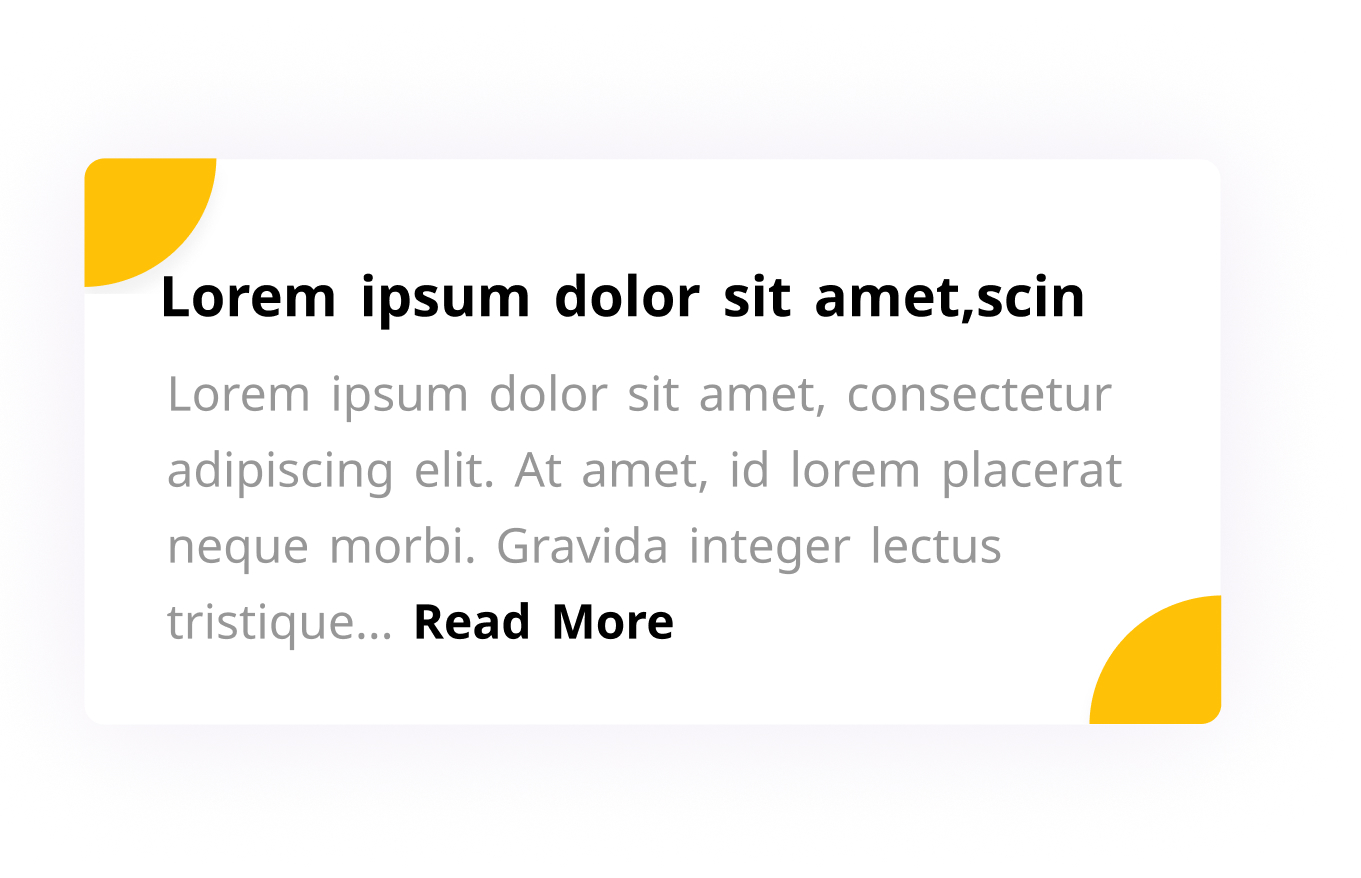 Lorem ipsum dolor sit amet,scin
Lorem ipsum dolor sit amet, consectetur
adipiscing elit. At amet, id lorem placerat
neque morbi. Gravida integer lectus
tristique... Read More